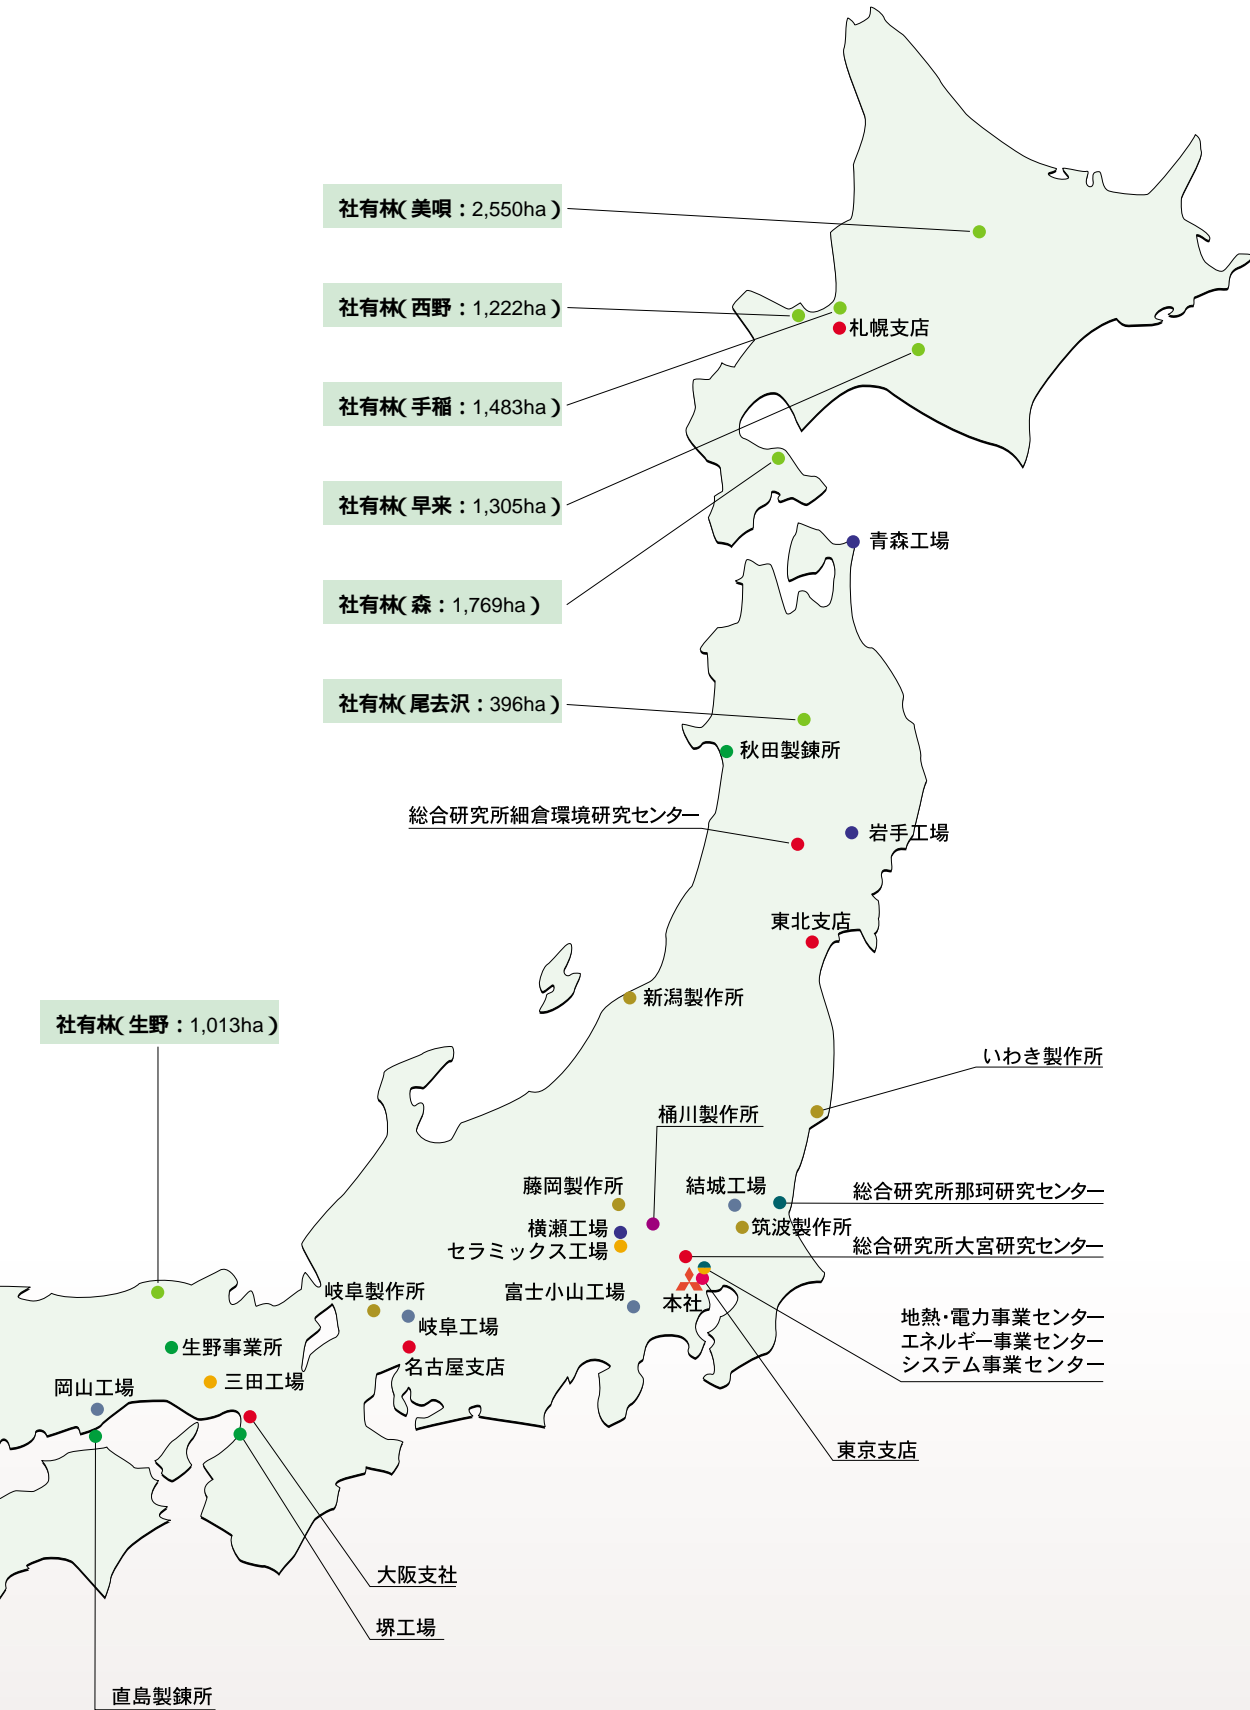 社有林(美唄：2,550ha)
社有林(西野：1,222ha)
札幌支店
社有林(手稲：1,483ha)
社有林(早来：1,305ha)
青森工場
社有林(森：1,769ha)
社有林(尾去沢：396ha)
秋田製錬所
総合研究所細倉環境研究センター
岩手工場
東北支店
新潟製作所
社有林(生野：1,013ha)
いわき製作所
桶川製作所
藤岡製作所
結城工場
総合研究所那珂研究センター
横瀬工場
筑波製作所
セラミックス工場
総合研究所大宮研究センター
岐阜製作所
富士小山工場
本社
岐阜工場
地熱・電力事業センター
エネルギー事業センター
システム事業センター
生野事業所
名古屋支店
三田工場
岡山工場
東京支店
大阪支社
堺工場
直島製錬所